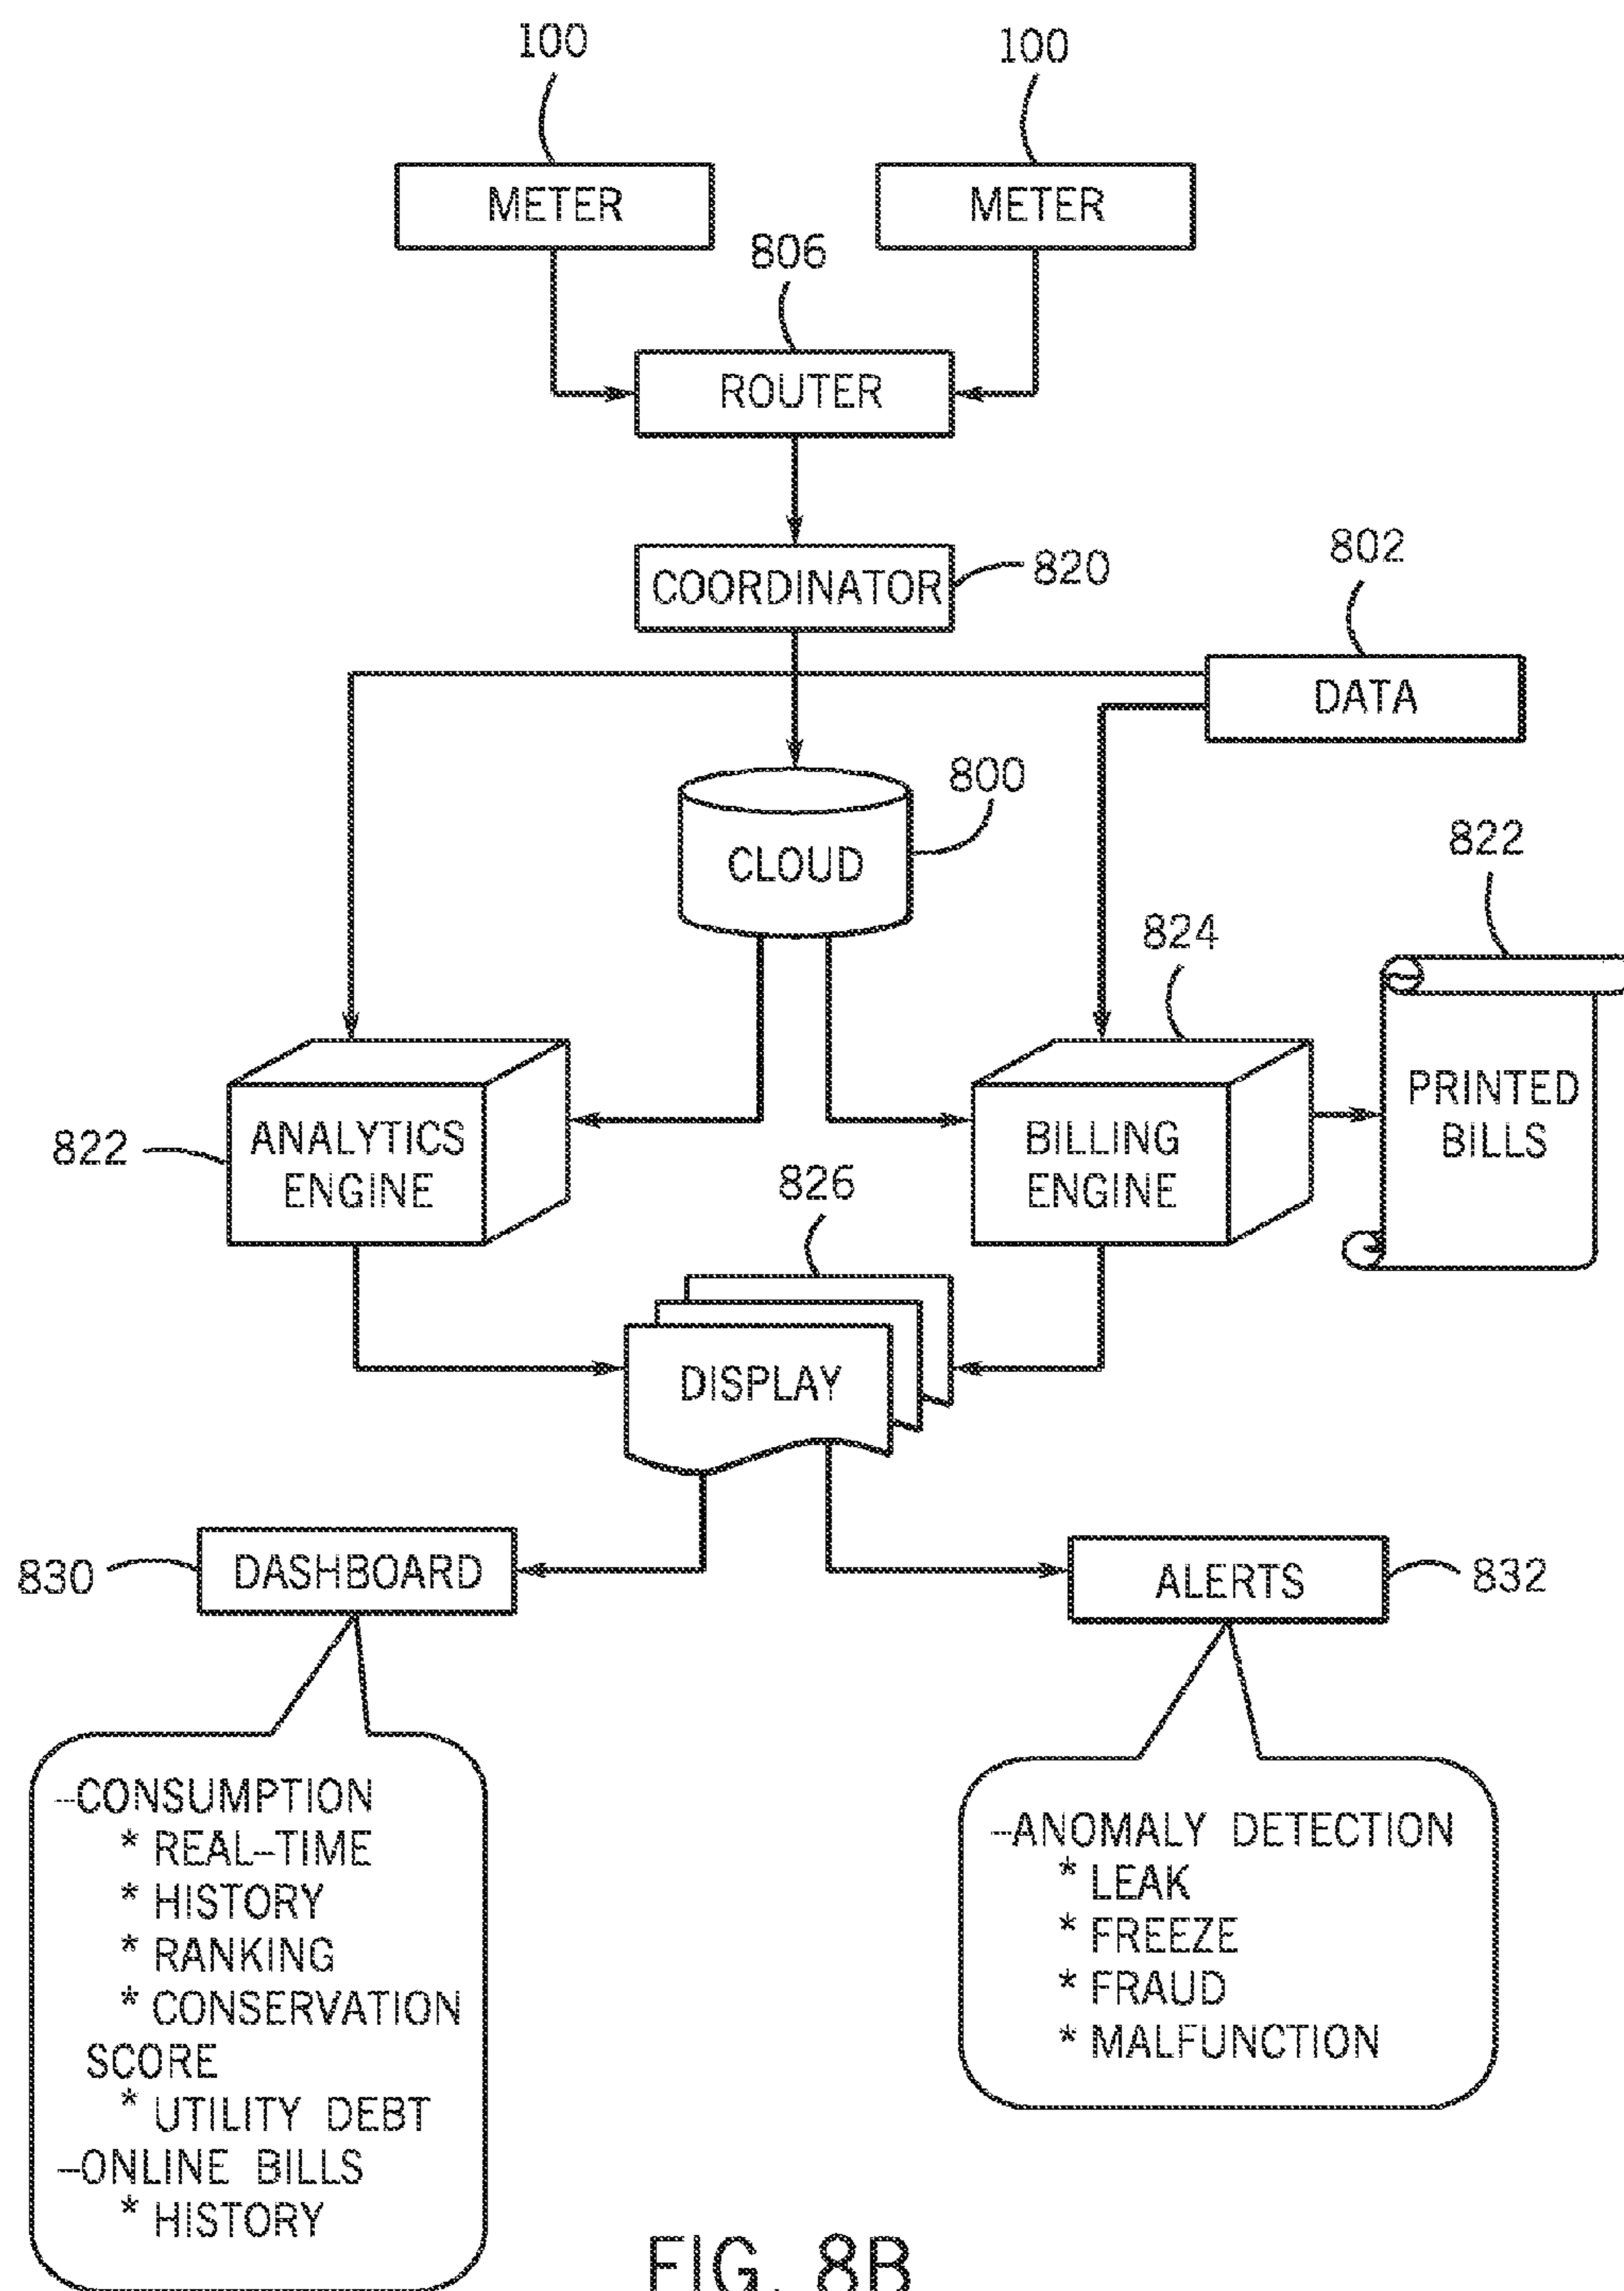 100
100
METER
METER
806
ROUTER
COORDINATOR
820
802
DATA
800
CLOUD
822
824
PRINTED
BILLS
822
ANALYTICS
ENGINE
BILLING
ENGINE
826
DISPLAY
830
DASHBOARD
ALERTS
832
–CONSUMPTION
* REAL–TIME
* HISTORY
* RANKING
* CONSERVATION
SCORE
* UTILITY DEBT
–ONLINE BILLS
* HISTORY
–ANOMALY DETECTION
* LEAK
* FREEZE
* FRAUD
* MALFUNCTION
FIG. 8B